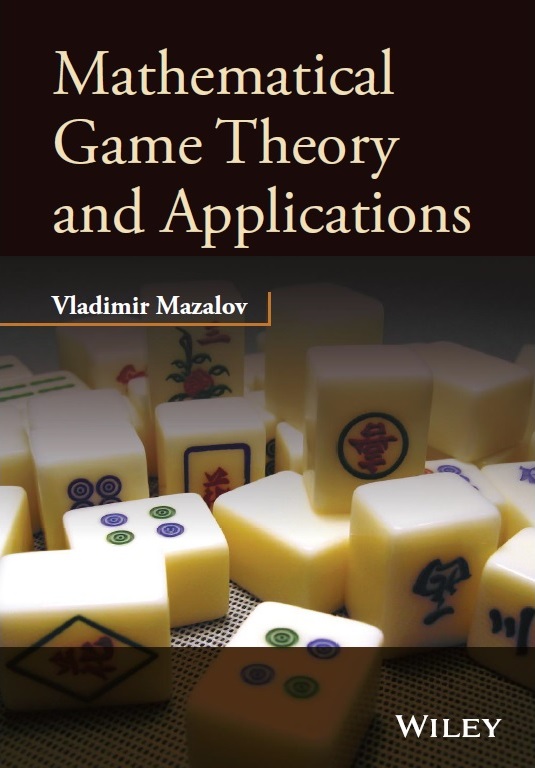 Mathematical
Game Theory
and Applications
Vladimir Mazalov
WILEY